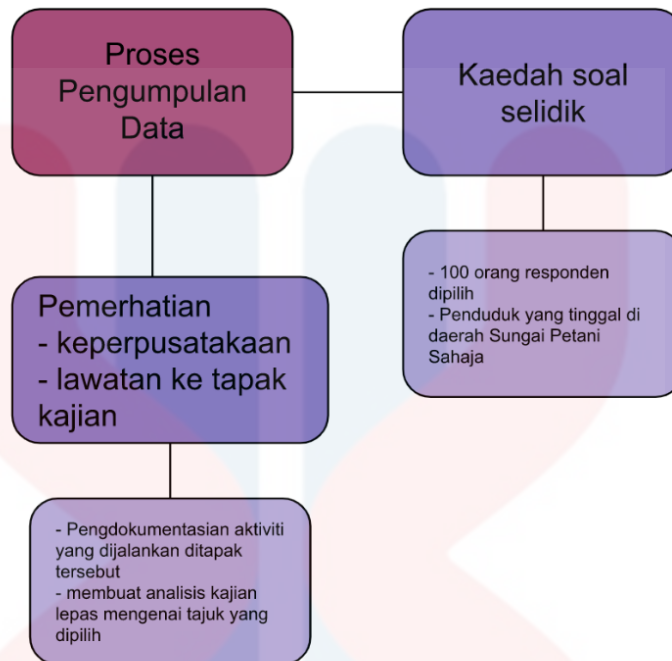 Proses
Pengumpulan
Data
Kaedah soal
selidik
- 100 orang responden
dipilih
- Penduduk yang tinggal di
daerah Sungai Petani
Sahaja
Pemerhatian
- keperpusatakaan
- lawatan ke tapak
kajian
- Pengdokumentasian aktiviti
yang dijalankan ditapak
tersebut
- membuat analisis kajian
lepas mengenai tajuk yang
dipilih